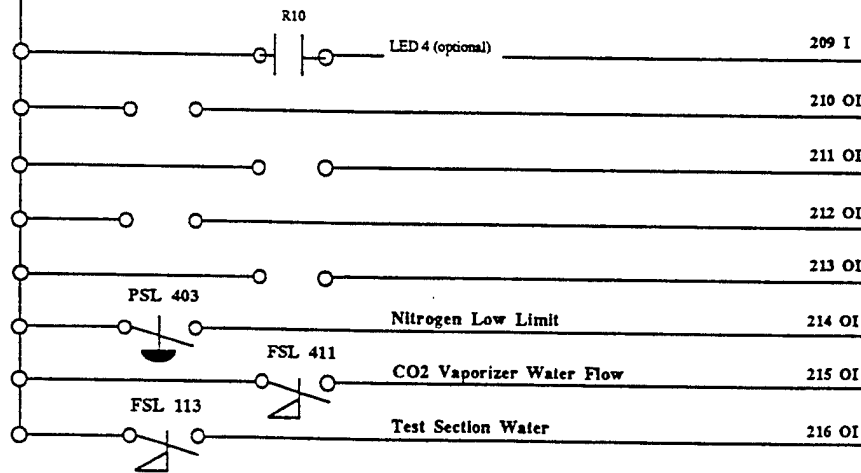 R10
LED 4 (optional) 209 I
210 OI
211 OI
212 OI
213 OI
PSL 403
Nitrogen Low Limit 214 OI
FSL 411
CO2 Vaporizer Water Flow 215 OI
FSL 113
Test Section Water 216 OI